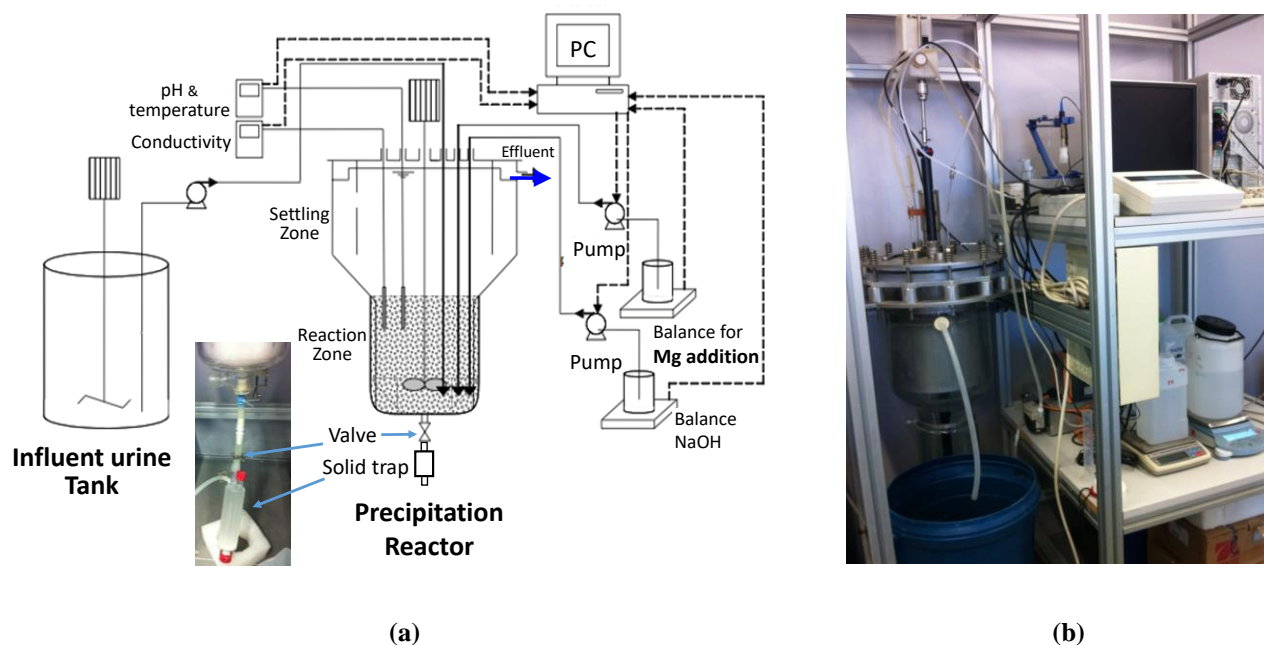 PC
pH &
temperature
Conductivity
Effluent
Settling
Zone
Pump
Reaction
Zone
Balance for
Mg addition
Pump
Balance
NaOH
Valve
Influent urine
Tank
Solid trap
Precipitation
Reactor
(a)
(b)